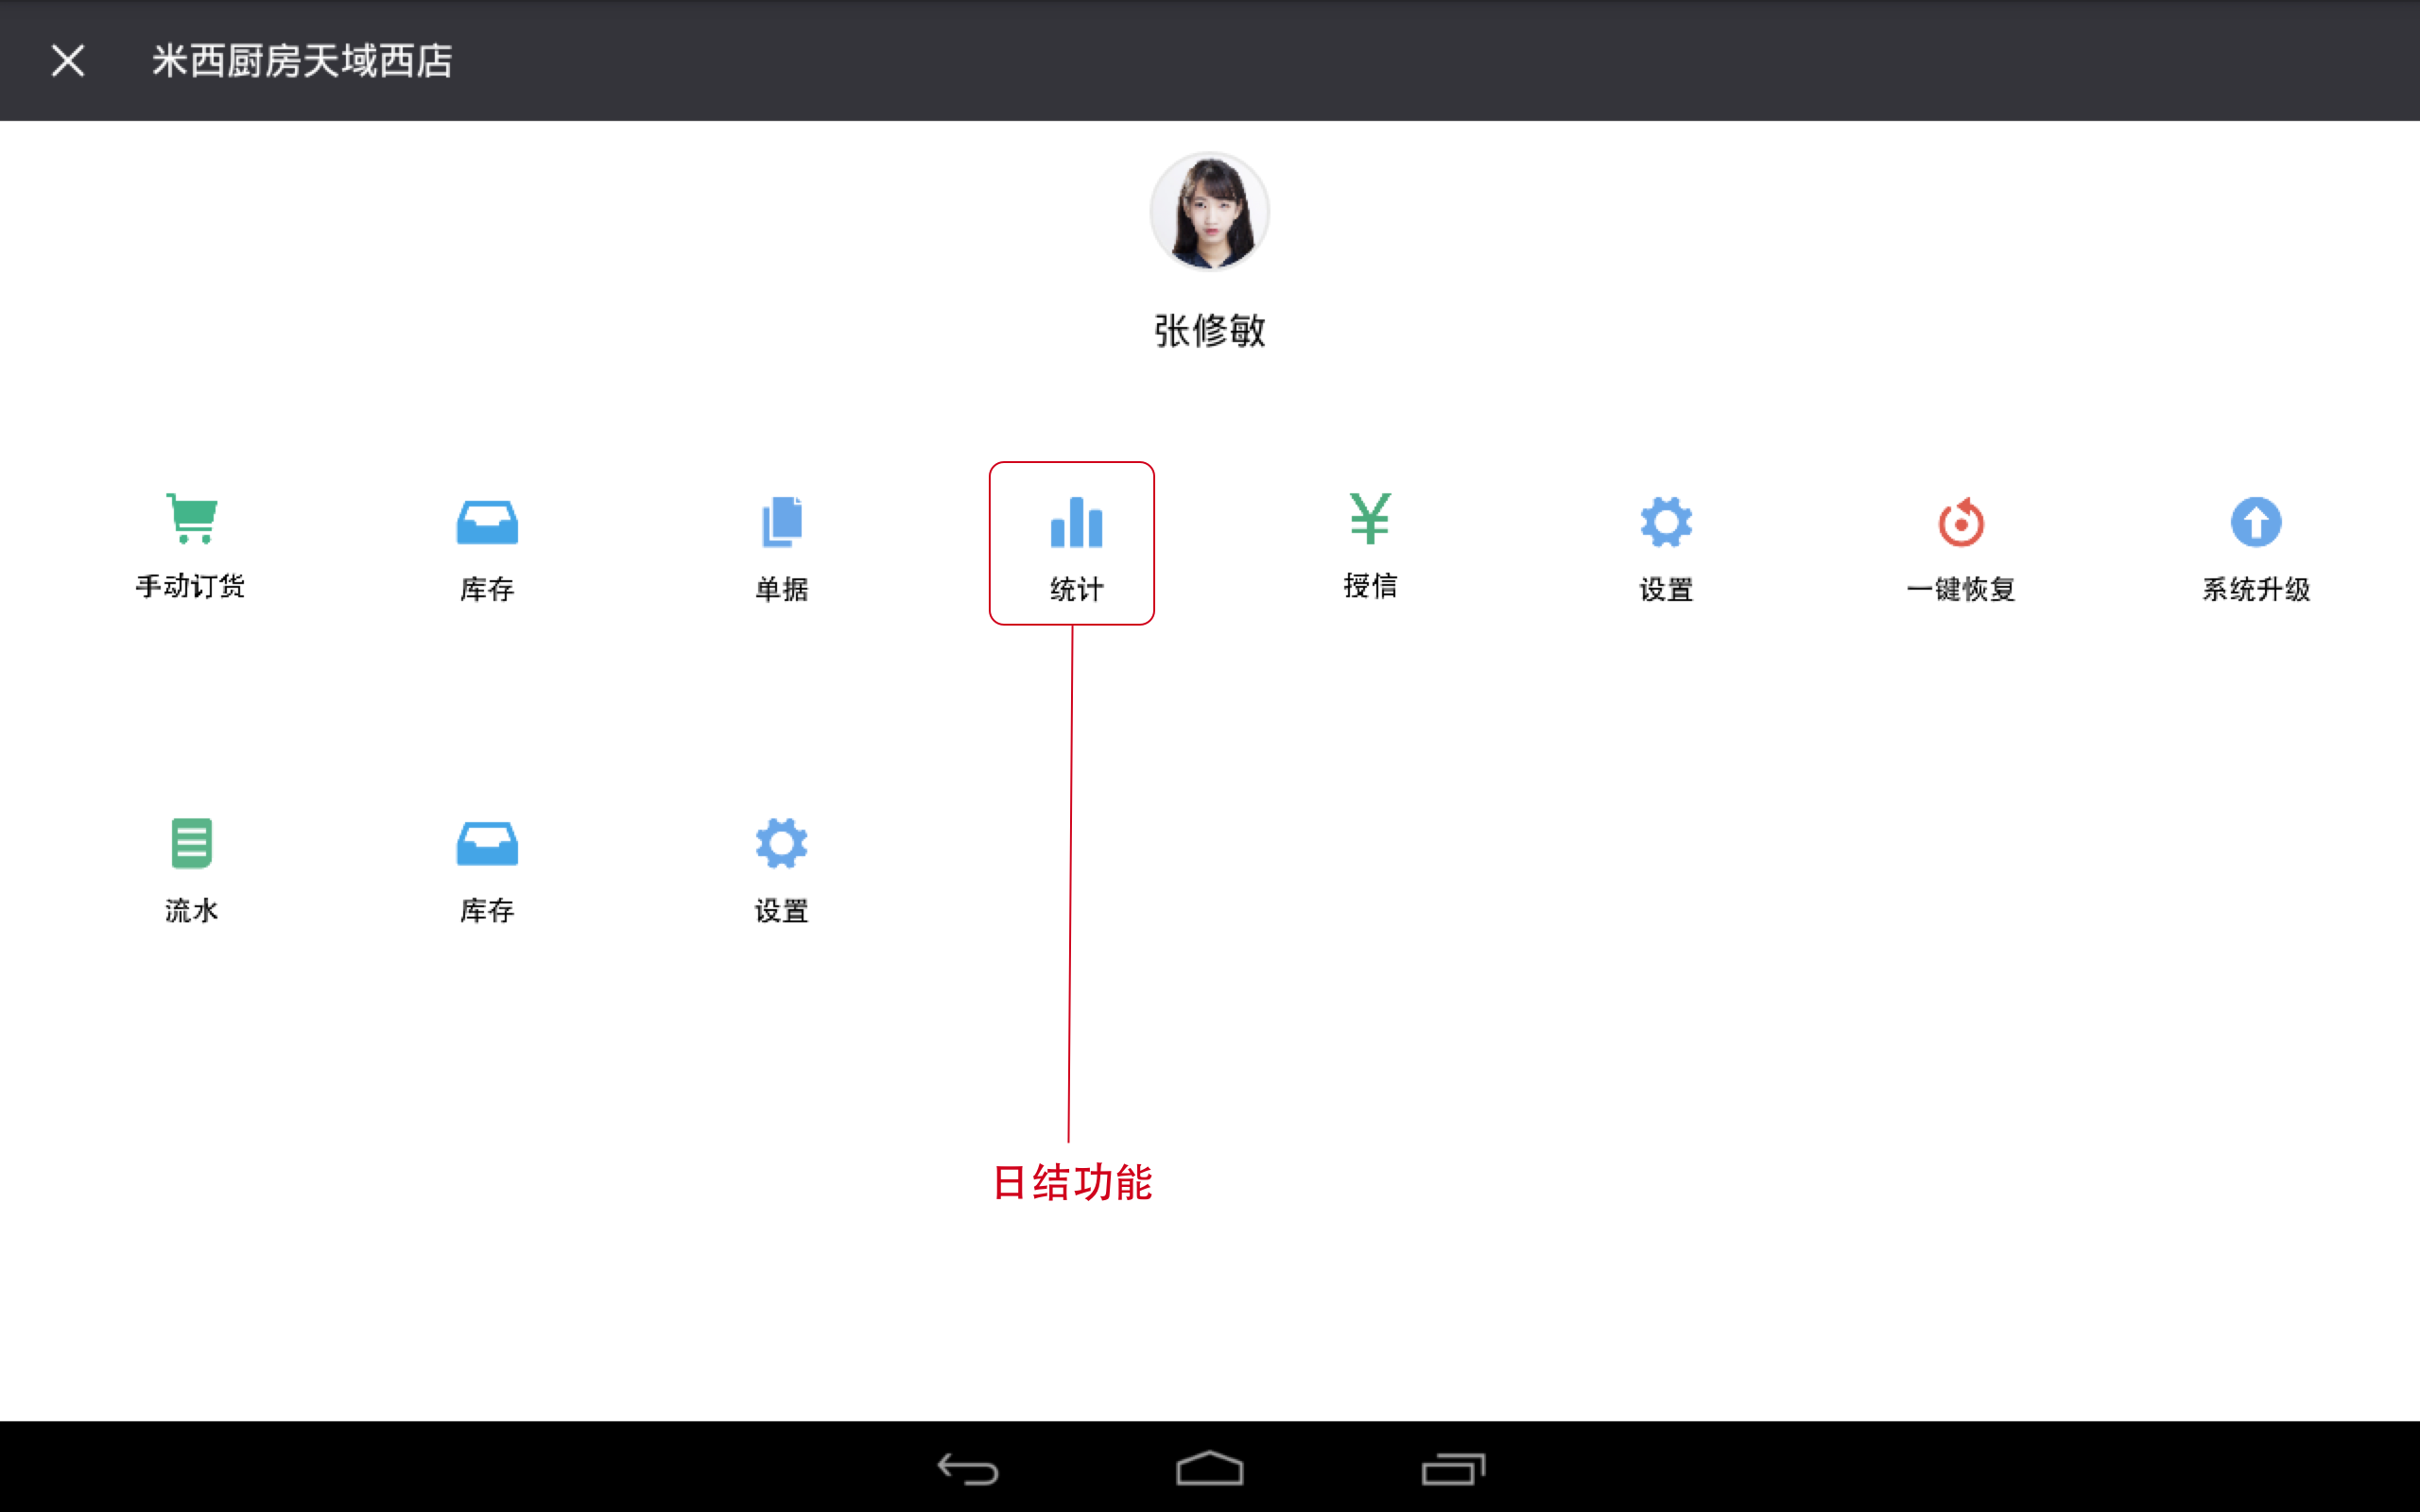 米西厨房天域西店
张修敏
手动订货 库存 单据 统计 授信 设置 一键恢复 系统升级
流水 库存 设置
日结功能